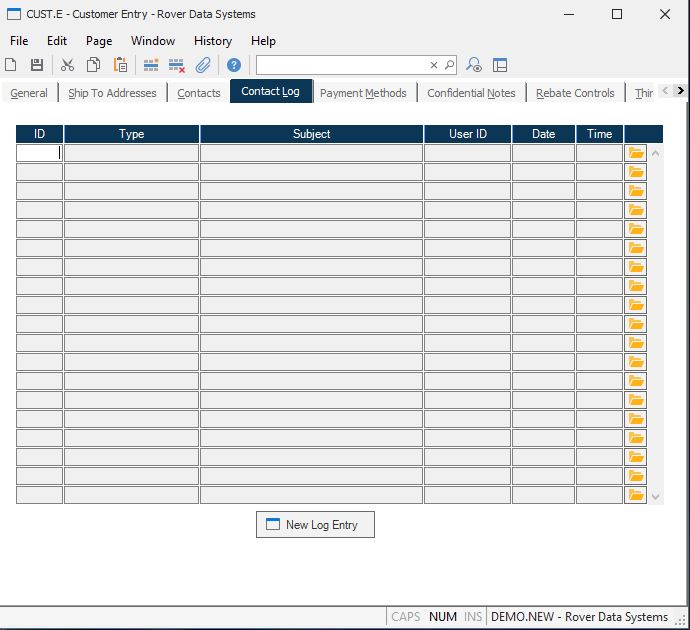 CUST.E - Customer Entry - Rover Data Systems
File Edit Page Window History Help
General Ship To Addresses Contacts Contact Log Payment Methods Confidential Notes Rebate Controls Thir
ID Type Subject User ID Date Time
New Log Entry
CAPS NUM INS DEMO.NEW - Rover Data Systems